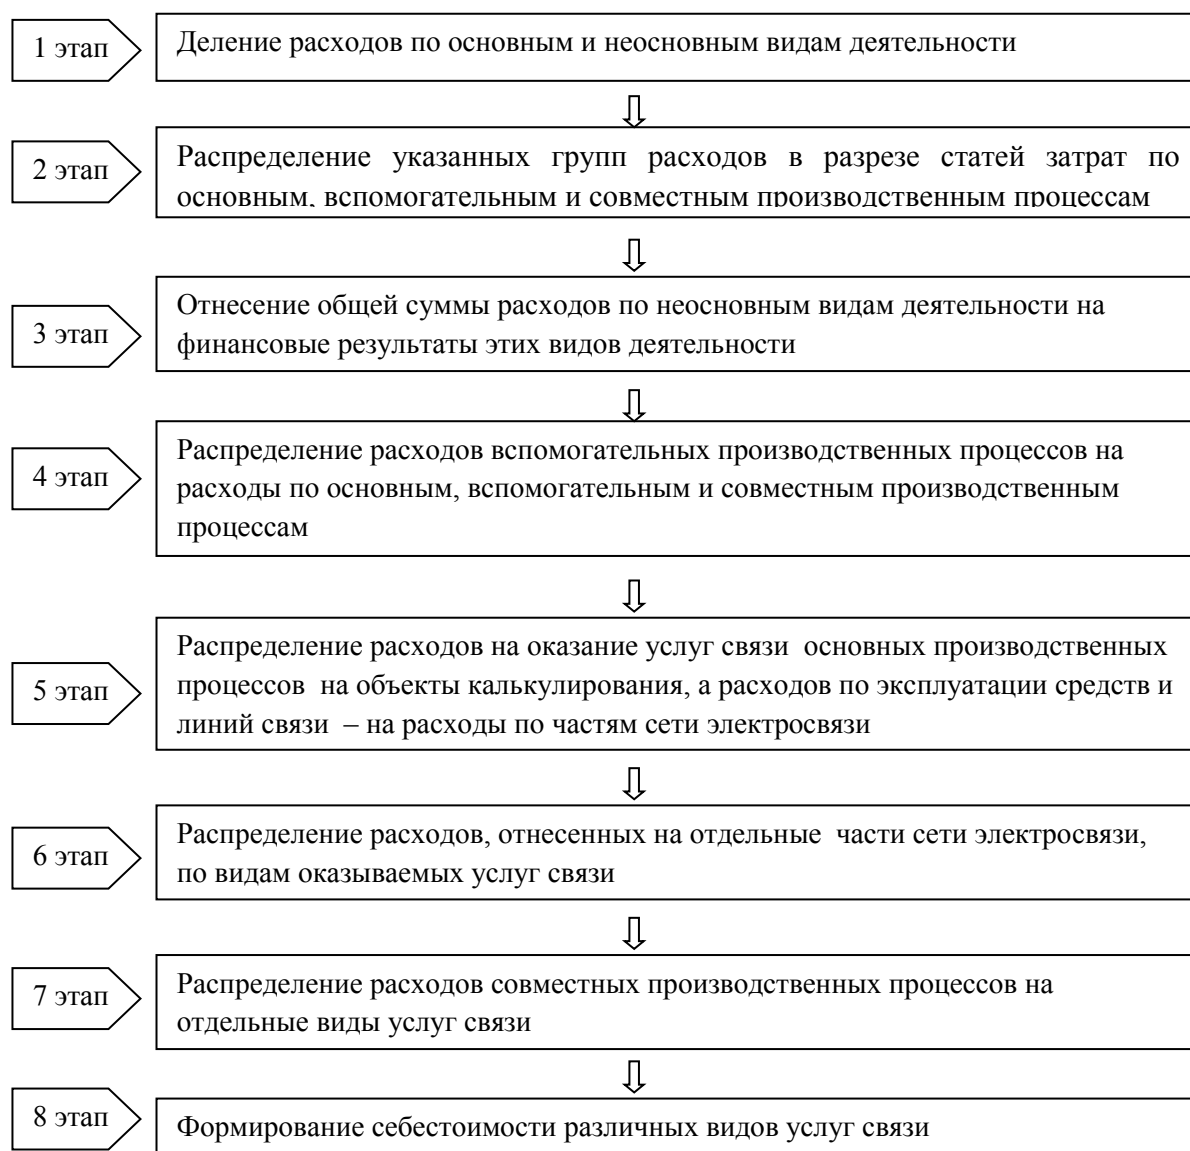 1 этап
Деление расходов по основным и неосновным видам деятельности
2 этап
Распределение указанных групп расходов в разрезе статей затрат по
основным, вспомогательным и совместным производственным процессам
3 этап
Отнесение общей суммы расходов по неосновным видам деятельности на
финансовые результаты этих видов деятельности
4 этап
Распределение расходов вспомогательных производственных процессов на
расходы по основным, вспомогательным и совместным производственным
процессам
5 этап
Распределение расходов на оказание услуг связи основных производственных
процессов на объекты калькулирования, а расходов по эксплуатации средств и
линий связи – на расходы по частям сети электросвязи
6 этап
Распределение расходов, отнесенных на отдельные части сети электросвязи,
по видам оказываемых услуг связи
7 этап
Распределение расходов совместных производственных процессов на
отдельные виды услуг связи
8 этап
Формирование себестоимости различных видов услуг связи